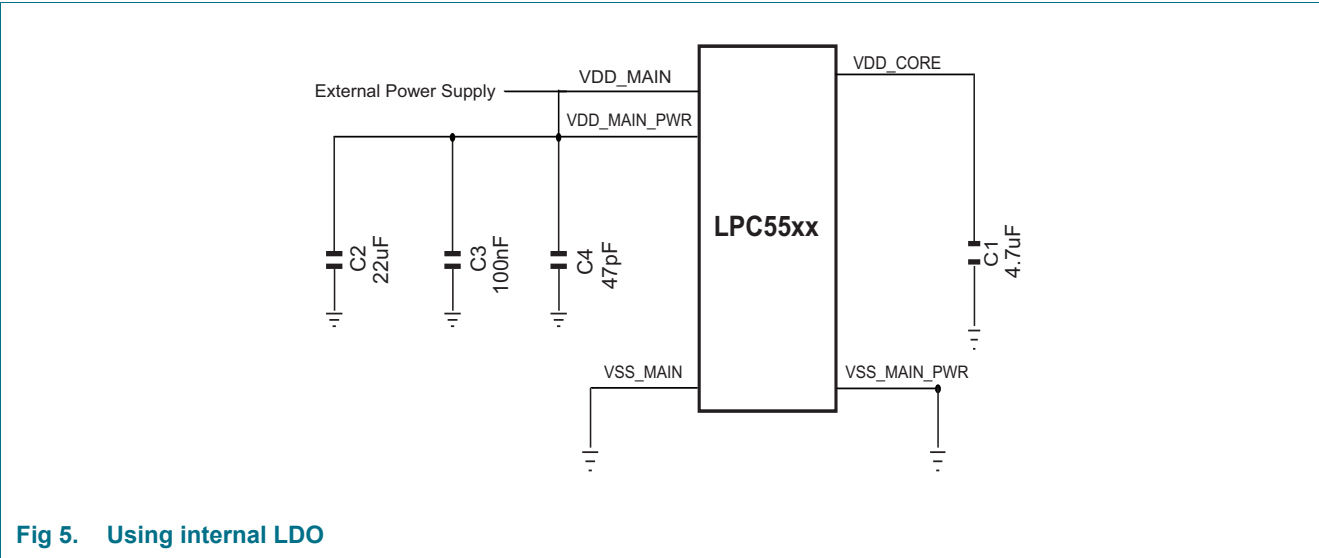 VDD_CORE
VDD_MAIN
External Power Supply
VDD_MAIN_PWR
LPC55xx
C2
22uF
C3
100nF
C4
47pF
C1
4.7uF
VSS_MAIN
VSS_MAIN_PWR
Fig 5. Using internal LDO